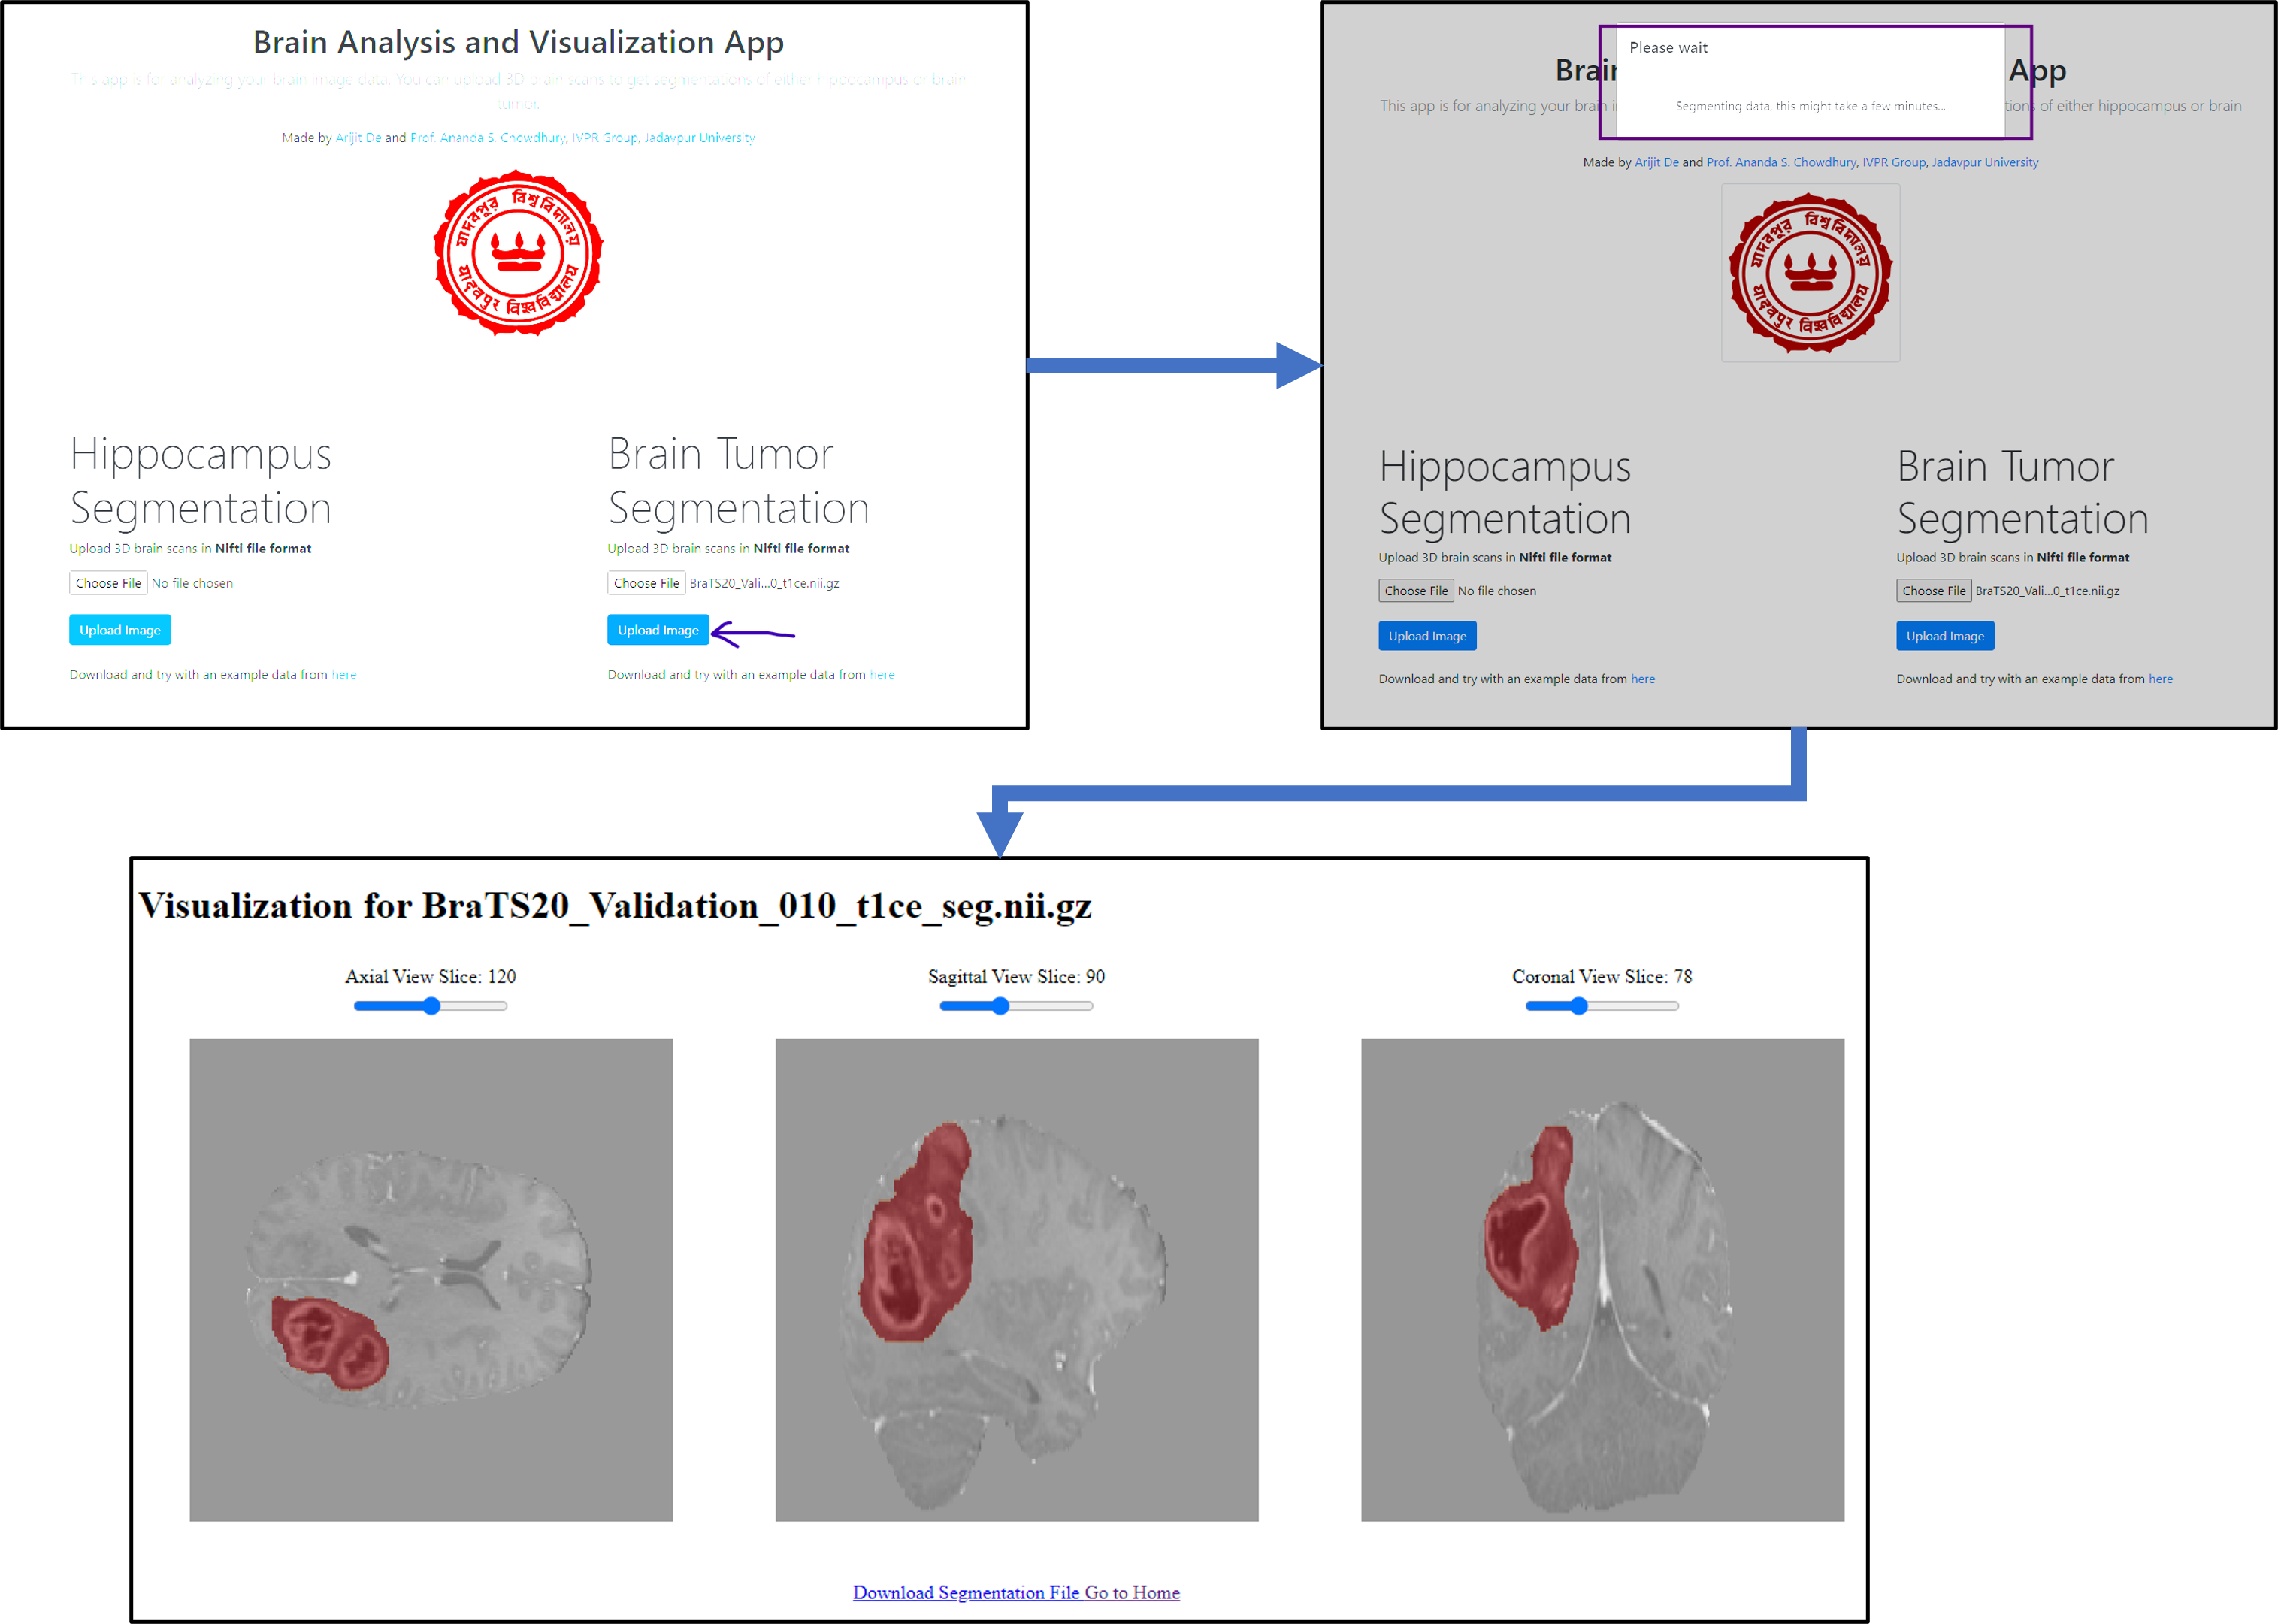 Brain Analysis and Visualization App
This app is for analyzing your brain image data. You can upload 3D brain scans to get segmentations of either hippocampus or brain
tumor.
Made by Arijit De and Prof. Ananda S. Chowdhury, IVPR Group, Jadavpur University
যাদবপুর বিশ্ববিদ্যালয়
যাদবপুর বিশ্ববিদ্যালয়
Hippocampus
Segmentation
Upload 3D brain scans in Nifti file format
Choose File No file chosen
Upload Image
Download and try with an example data from here
Brain Tumor
Segmentation
Upload 3D brain scans in Nifti file format
Choose File BraTS20_Vali...0_t1ce.nii.gz
Upload Image
Download and try with an example data from here
Please wait
Segmenting data, this might take a few minutes...
Brain App
This app is for analyzing your brain i tions of either hippocampus or brain
Made by Arijit De and Prof. Ananda S. Chowdhury, IVPR Group, Jadavpur University
যাদবপুর বিশ্ববিদ্যালয়
যাদবপুর বিশ্ববিদ্যালয়
Hippocampus
Segmentation
Upload 3D brain scans in Nifti file format
Choose File No file chosen
Upload Image
Download and try with an example data from here
Brain Tumor
Segmentation
Upload 3D brain scans in Nifti file format
Choose File BraTS20_Vali...0_t1ce.nii.gz
Upload Image
Download and try with an example data from here
Visualization for BraTS20_Validation_010_t1ce_seg.nii.gz
Axial View Slice: 120
Sagittal View Slice: 90
Coronal View Slice: 78
Download Segmentation File Go to Home